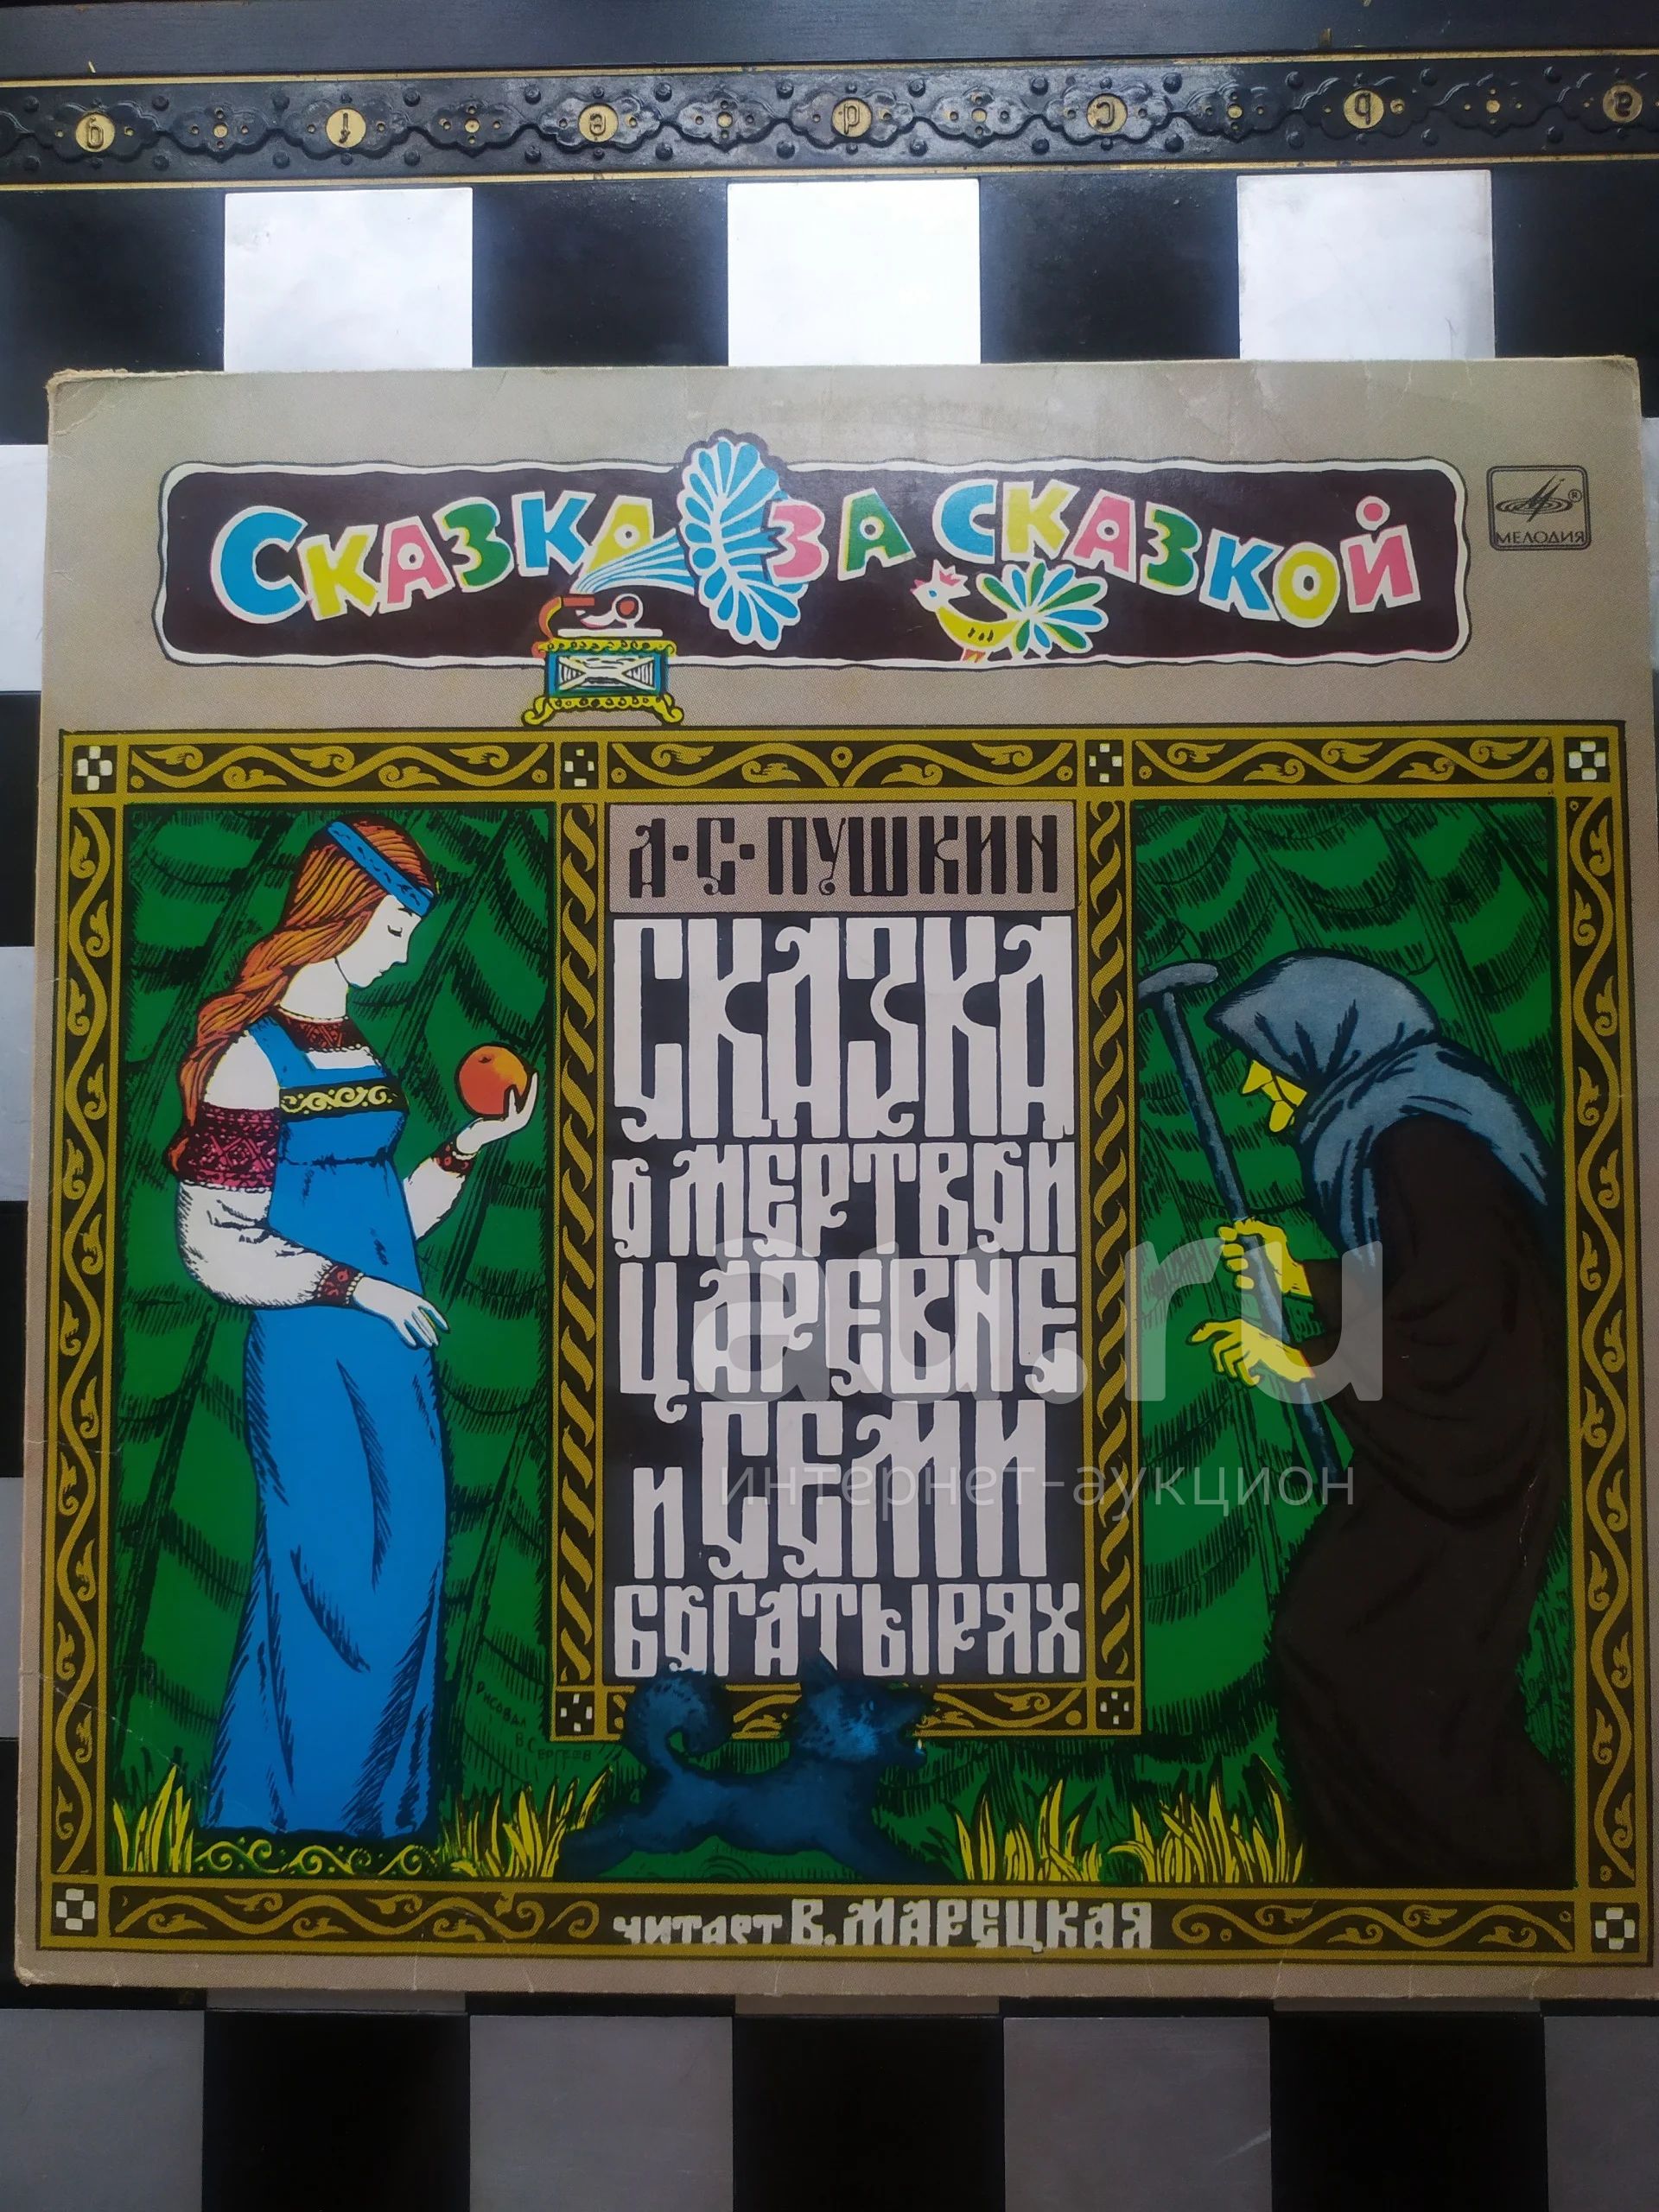 g f e d c b a
СКАЗКА ЗА СКАЗКОЙ
МЕЛОДИЯ
А·С·ПУШКИН
СКАЗКА
О МЕРТВОЙ
ЦАРЕВНЕ
И СЕМИ
БОГАТЫРЯХ
au.ru
интернет-аукцион
РИСОВАЛ
В СЕРГЕЕВ
ЧИТАЕТ В. МАРЕЦКАЯ